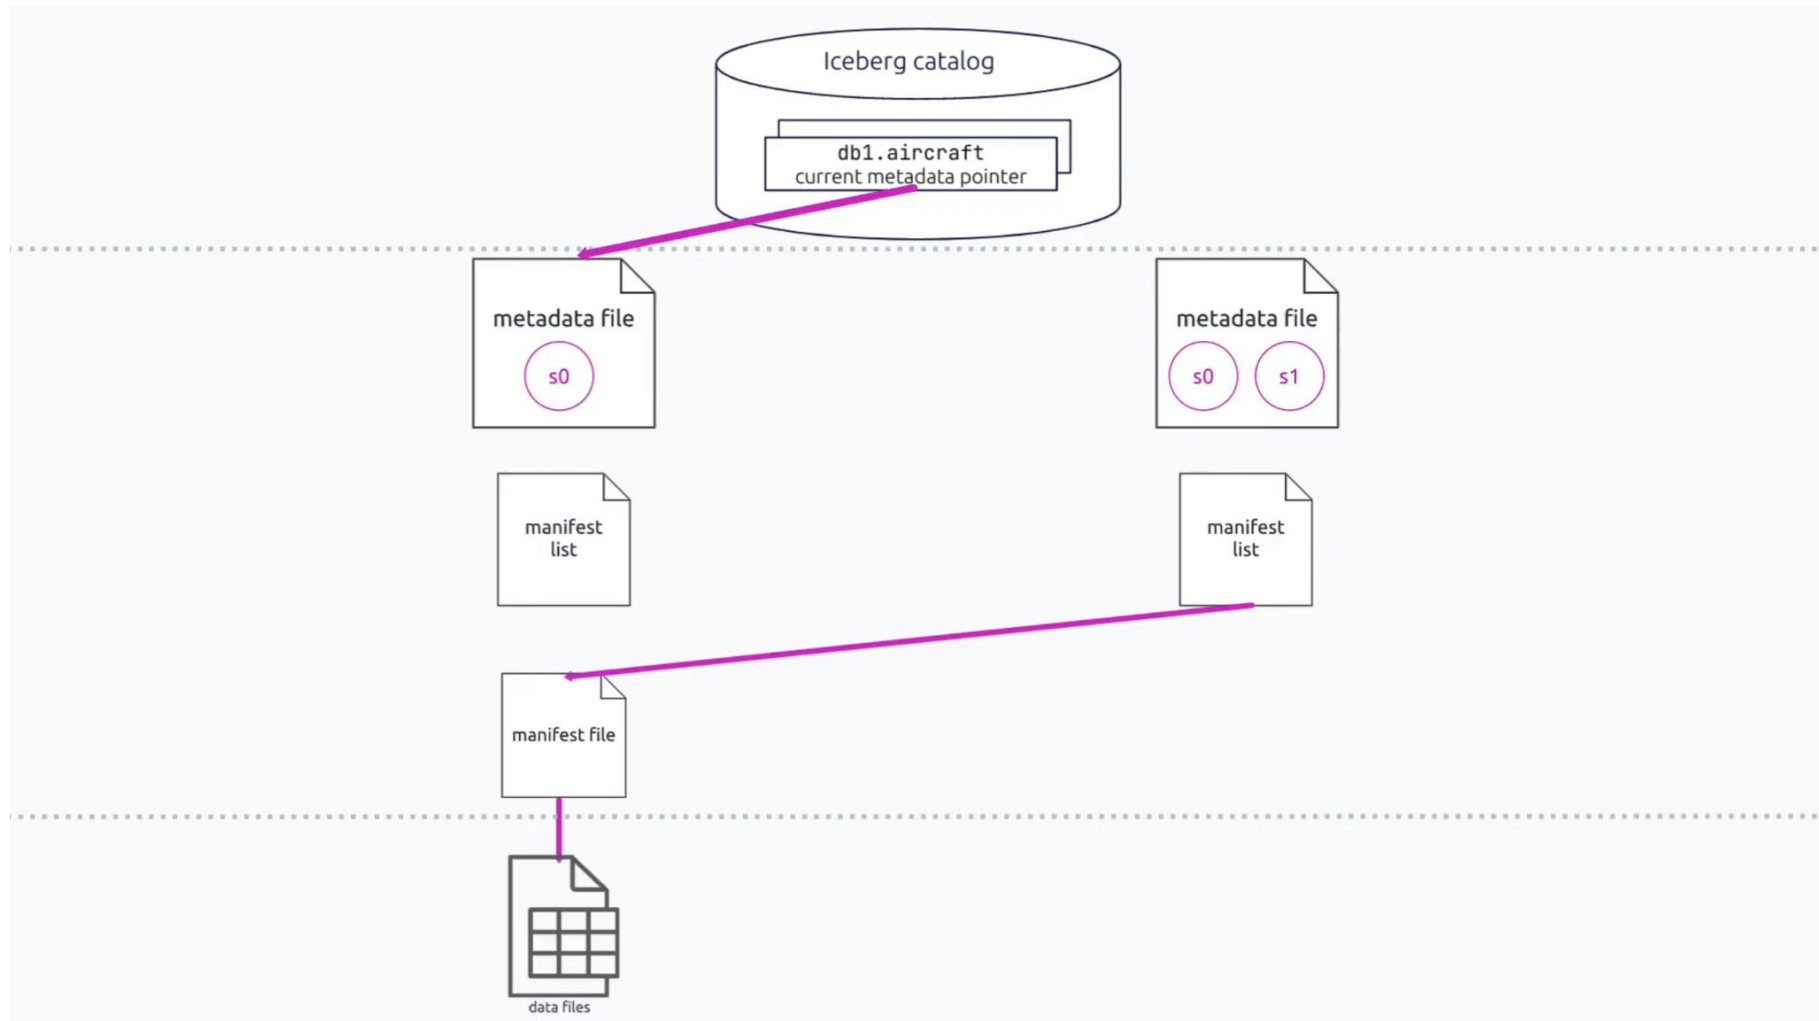 Iceberg catalog
db1.aircraft
current metadata pointer
metadata file
s0
metadata file
s0
s1
manifest
list
manifest
list
manifest file
data files